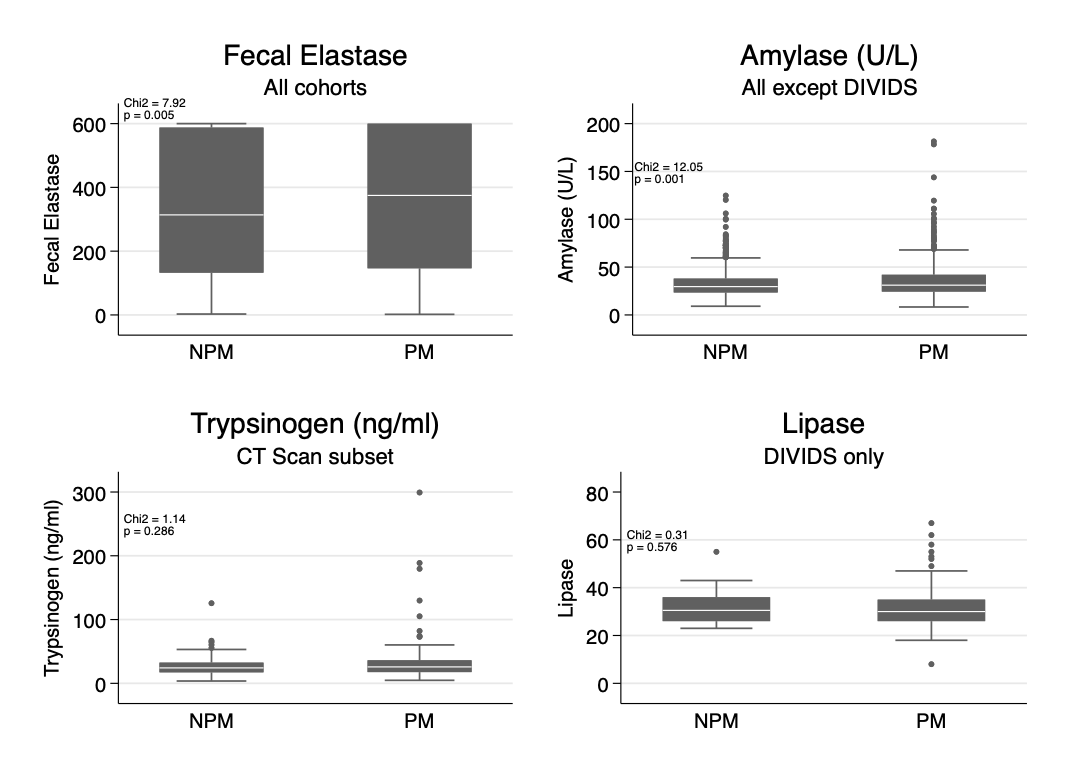 Fecal Elastase
All cohorts
Chi2 = 7.92
p = 0.005
600
400
200
0
Fecal Elastase
NPM PM
Amylase (U/L)
All except DIVIDS
Chi2 = 12.05
p = 0.001
200
150
100
50
0
Amylase (U/L)
NPM PM
Trypsinogen (ng/ml)
CT Scan subset
Chi2 = 1.14
p = 0.286
300
200
100
0
Trypsinogen (ng/ml)
NPM PM
Lipase
DIVIDS only
Chi2 = 0.31
p = 0.576
80
60
40
20
0
Lipase
NPM PM